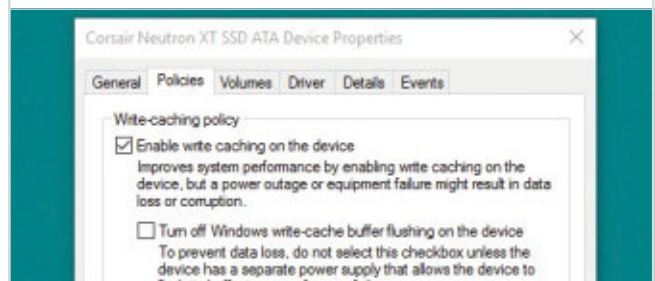 Corsair Neutron XT SSD ATA Device Properties
General Policies Volumes Driver Details Events
Write-caching policy
Enable write caching on the device
Improves system performance by enabling write caching on the
device, but a power outage or equipment failure might result in data
loss or corruption.
Turn off Windows write-cache buffer flushing on the device
To prevent data loss, do not select this checkbox unless the
device has a separate power supply that allows the device to